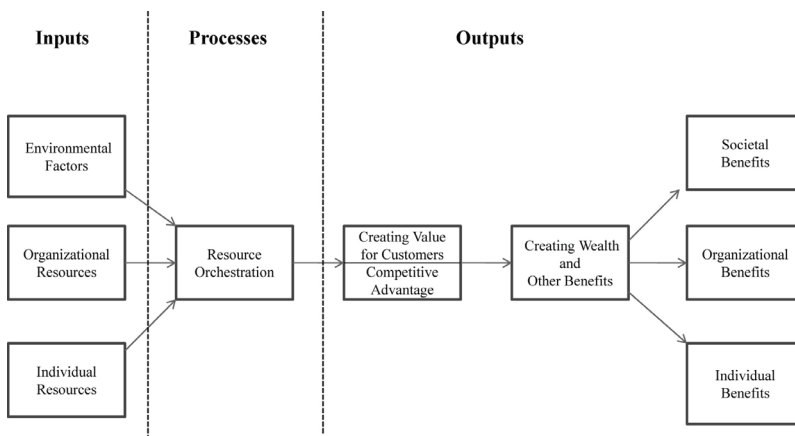 Inputs
Processes
Outputs
Environmental
Factors
Organizational
Resources
Individual
Resources
Resource
Orchestration
Creating Value
for Customers
Competitive
Advantage
Creating Wealth
and
Other Benefits
Societal
Benefits
Organizational
Benefits
Individual
Benefits